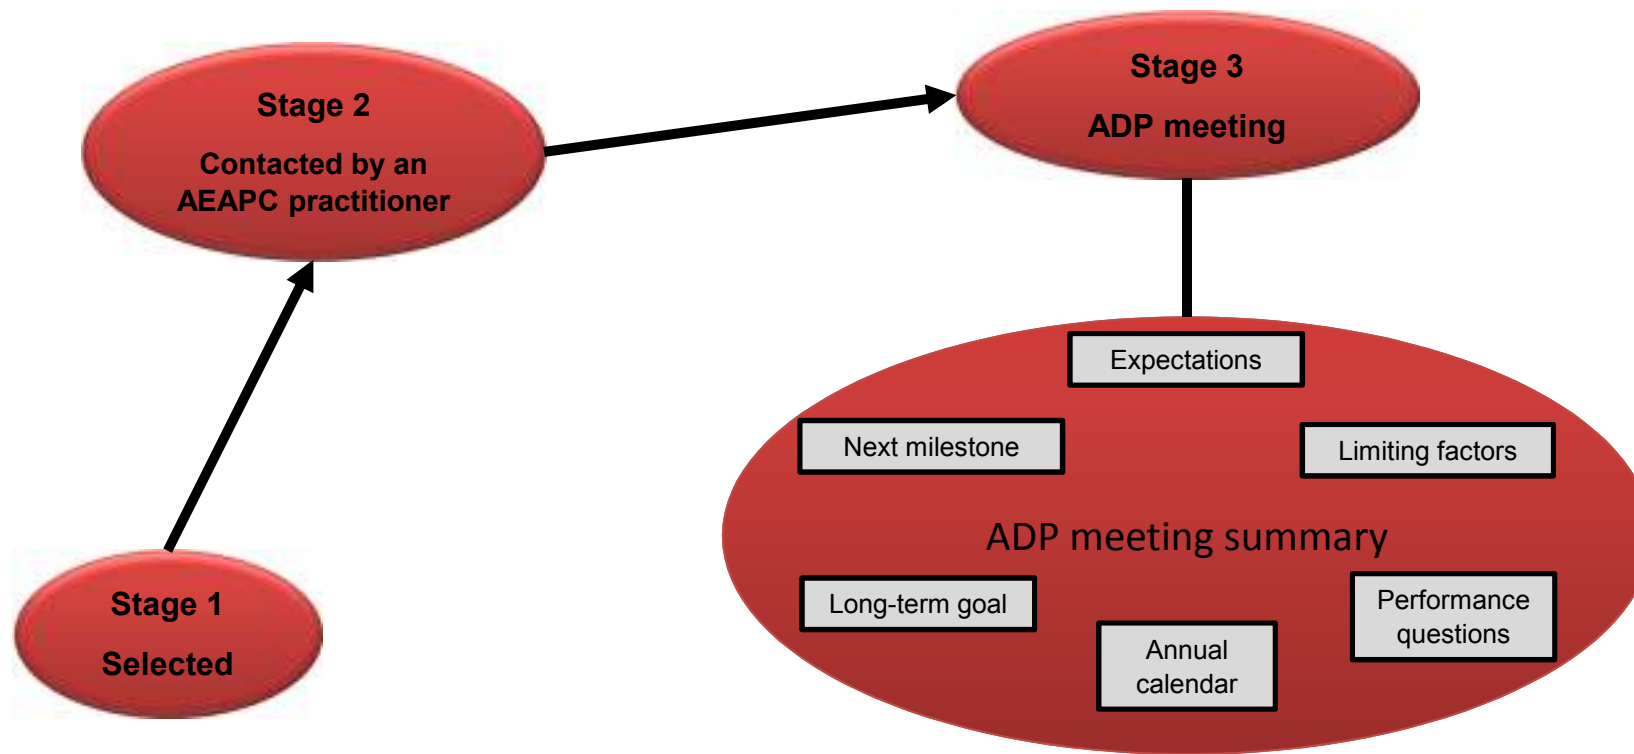 Stage 1
Selected
Stage 2
Contacted by an
AEAPC practitioner
Stage 3
ADP meeting
Expectations
Next milestone
Limiting factors
ADP meeting summary
Long-term goal
Performance
questions
Annual
calendar